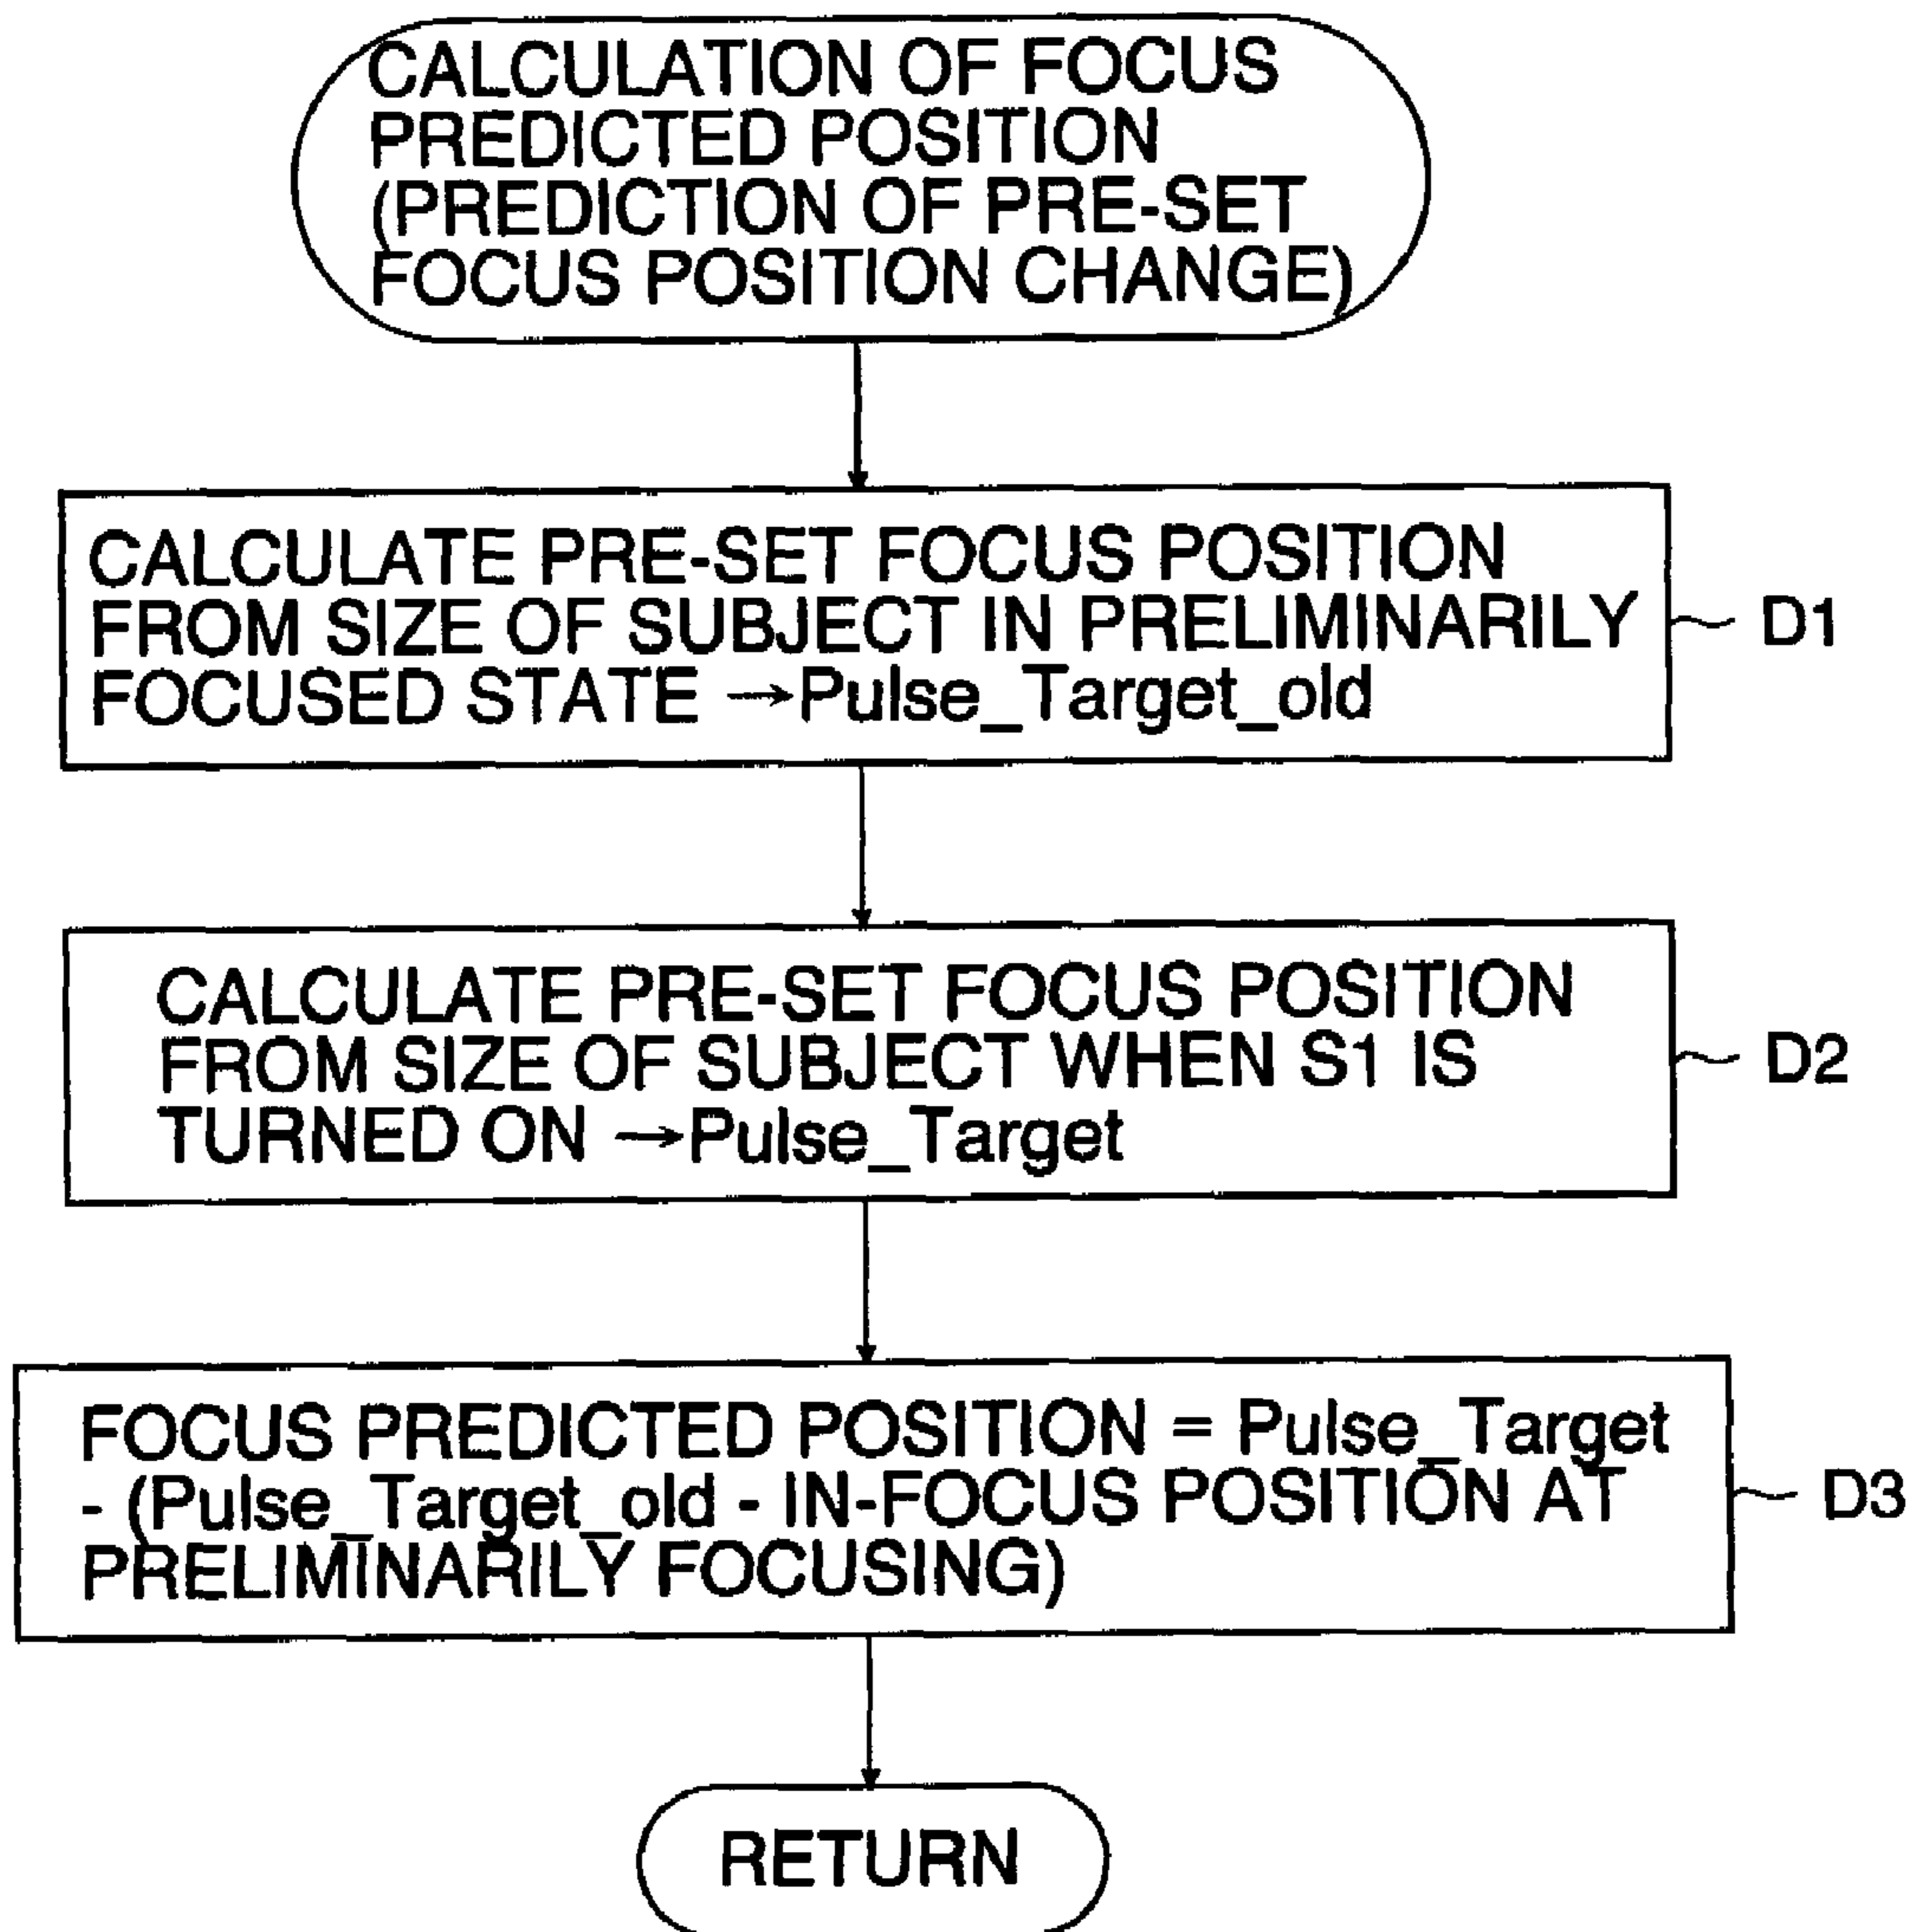 CALCULATION OF FOCUS
PREDICTED POSITION
(PREDICTION OF PRE-SET
FOCUS POSITION CHANGE)
CALCULATE PRE-SET FOCUS POSITION
FROM SIZE OF SUBJECT IN PRELIMINARILY
FOCUSED STATE →Pulse_Target_old
D1
CALCULATE PRE-SET FOCUS POSITION
FROM SIZE OF SUBJECT WHEN S1 IS
TURNED ON →Pulse_Target
D2
FOCUS PREDICTED POSITION = Pulse_Target
- (Pulse_Target_old - IN-FOCUS POSITION AT
PRELIMINARILY FOCUSING)
D3
RETURN